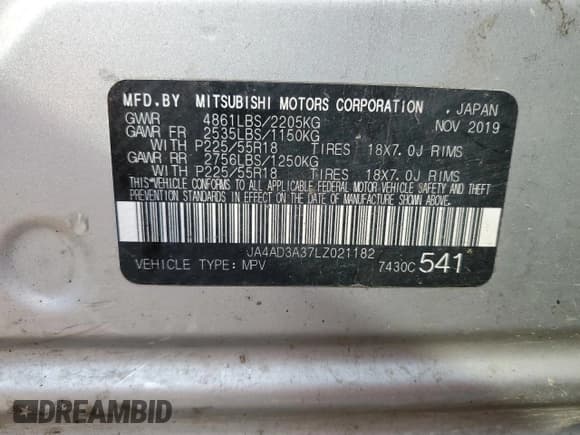 MFD.BY MITSUBISHI MOTORS CORPORATION . JAPAN
GVWR 4861LBS/2205KG NOV 2019
GAWR FR 2535LBS/1150KG
WITH P225/55R18 TIRES 18X7.0J RIMS
GAWR RR 2756LBS/1250KG
WITH P225/55R18 TIRES 18X7.0J RIMS
THIS VEHICLE CONFORMS TO ALL APPLICABLE FEDERAL MOTOR VEHICLE SAFETY AND THEFT
PREVENTION STANDARDS IN EFFECT ON THE DATE OF MANUFACTURE SHOWN ABOVE.
JA4AD3A37LZ021182
VEHICLE TYPE: MPV 7430C 541
DREAMBID